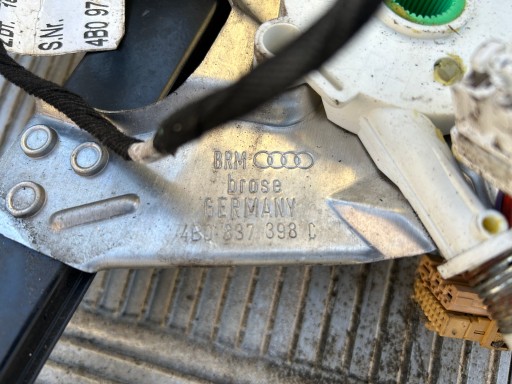 S.Nr.
4B0 97
BRM
brose
GERMANY
4B0 837 398 C